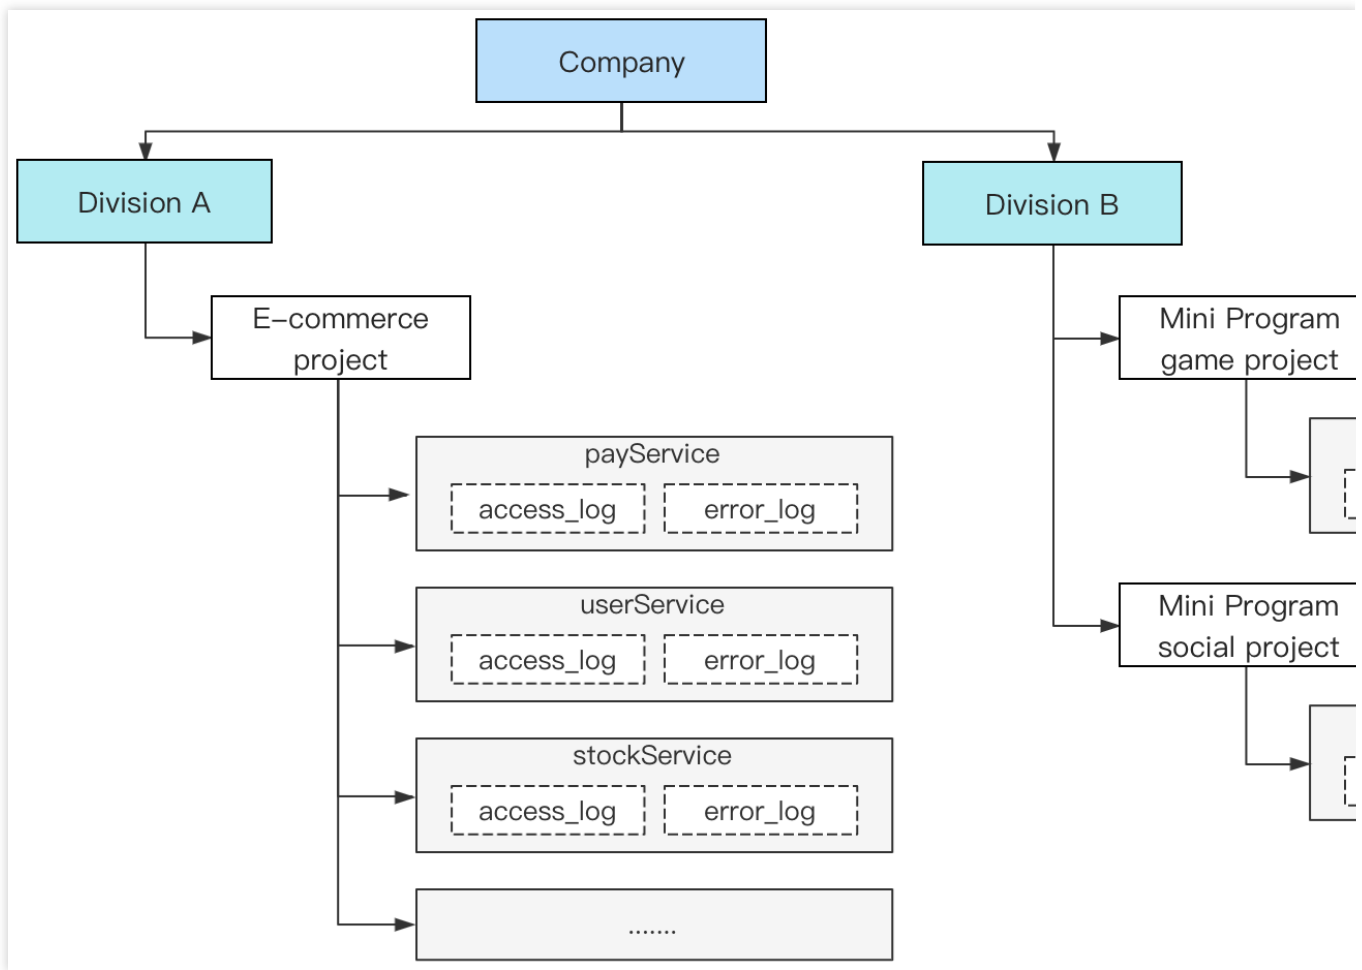 Company
Division A
Division B
E-commerce
project
Mini Program
game project
payService
access_log
error_log
userService
access_log
error_log
Mini Program
social project
stockService
access_log
error_log
.......